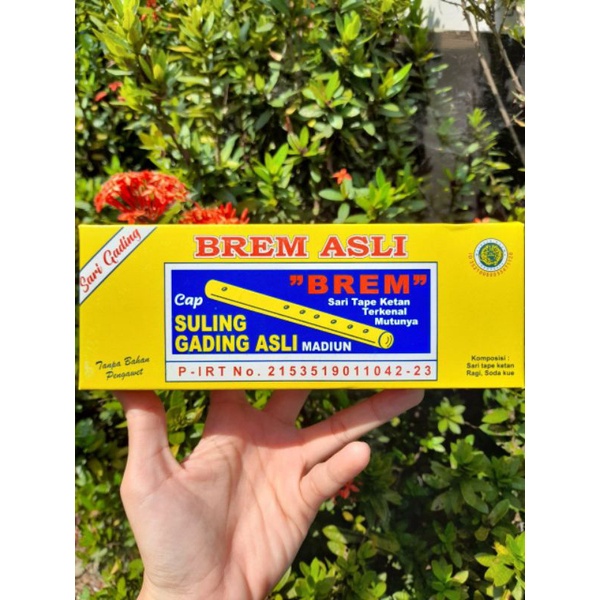 Sari Gading
BREM ASLI
Cap
SULING
GADING ASLI MADIUN
"BREM"
Sari Tape Ketan
Terkenal
Mutunya
P-IRT No. 2153519011042-23
Tanpa Bahan
Pengawet
Komposisi :
Sari tape ketan
Ragi, Soda kue